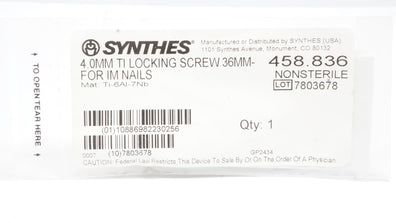 SYNTHES®
Manufactured or Distributed by SYNTHES (USA)
1101 Synthes Avenue, Monument, CO 80132
4.0MM TI LOCKING SCREW 36MM-
FOR IM NAILS
Mat: Ti-6Al-7Nb
458.836
NONSTERILE
LOT 7803678
(01)10886982230256
Qty: 1
(10)7803678
GP2434
CAUTION: Federal Law Restricts This Device To Sale By Or On The Order Of A Physician
TO OPEN TEAR HERE